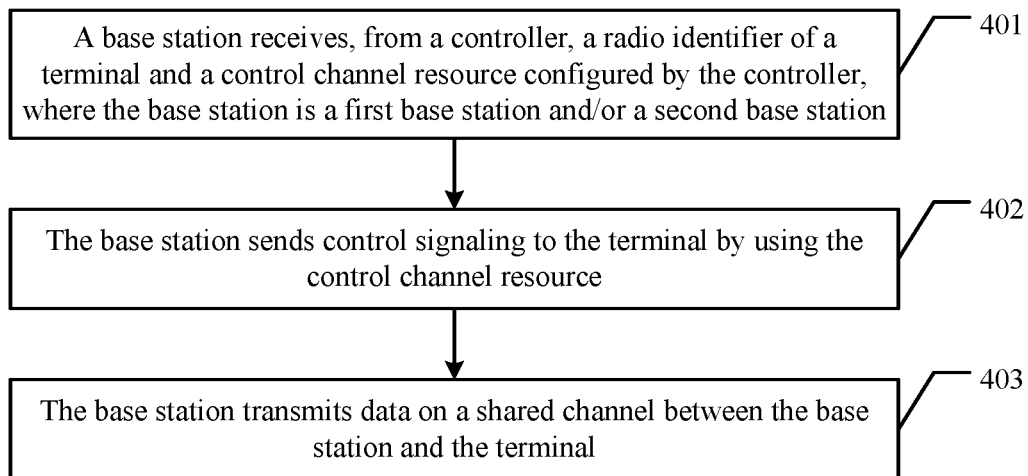 A base station receives, from a controller, a radio identifier of a
terminal and a control channel resource configured by the controller,
where the base station is a first base station and/or a second base station
401
The base station sends control signaling to the terminal by using the
control channel resource
402
The base station transmits data on a shared channel between the base
station and the terminal
403